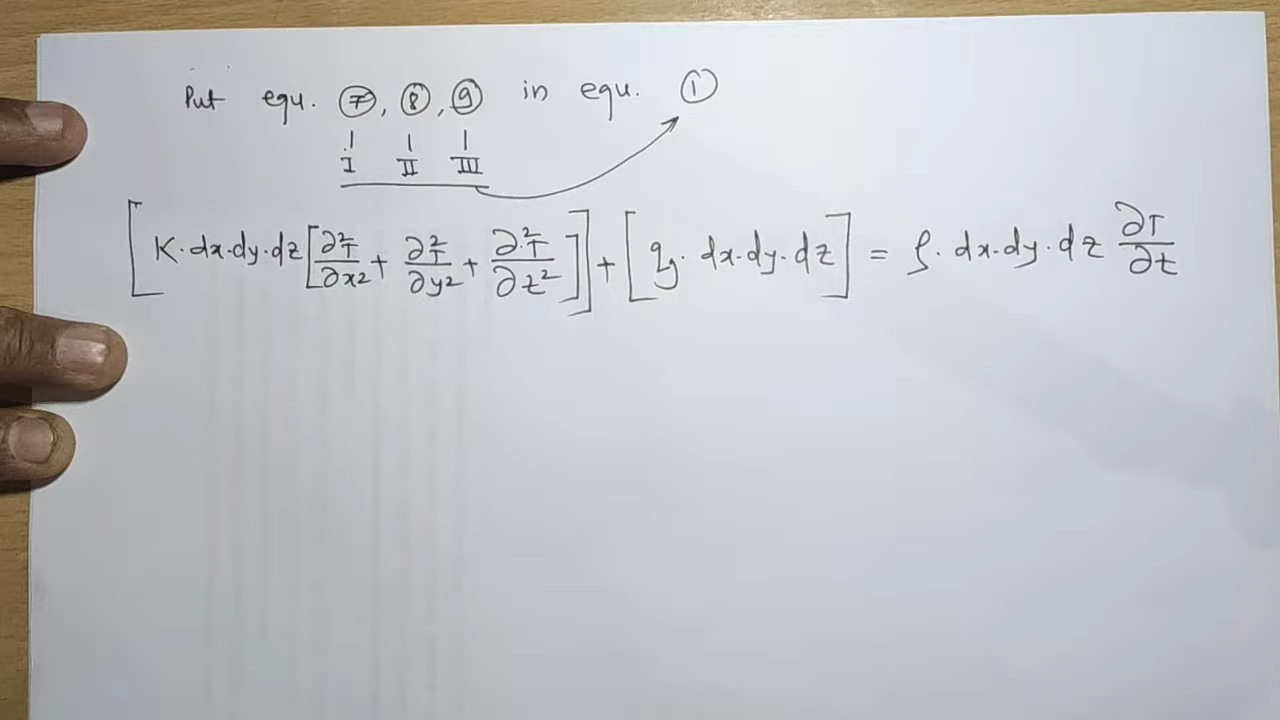 Put equ. ⑦, ⑧, ⑨ in equ. ①
I II III
[K·dx·dy·dz[∂²T/∂x² + ∂²T/∂y² + ∂²T/∂z²]] + [qg· dx·dy·dz] = ρ· dx·dy·dz ∂T/∂t